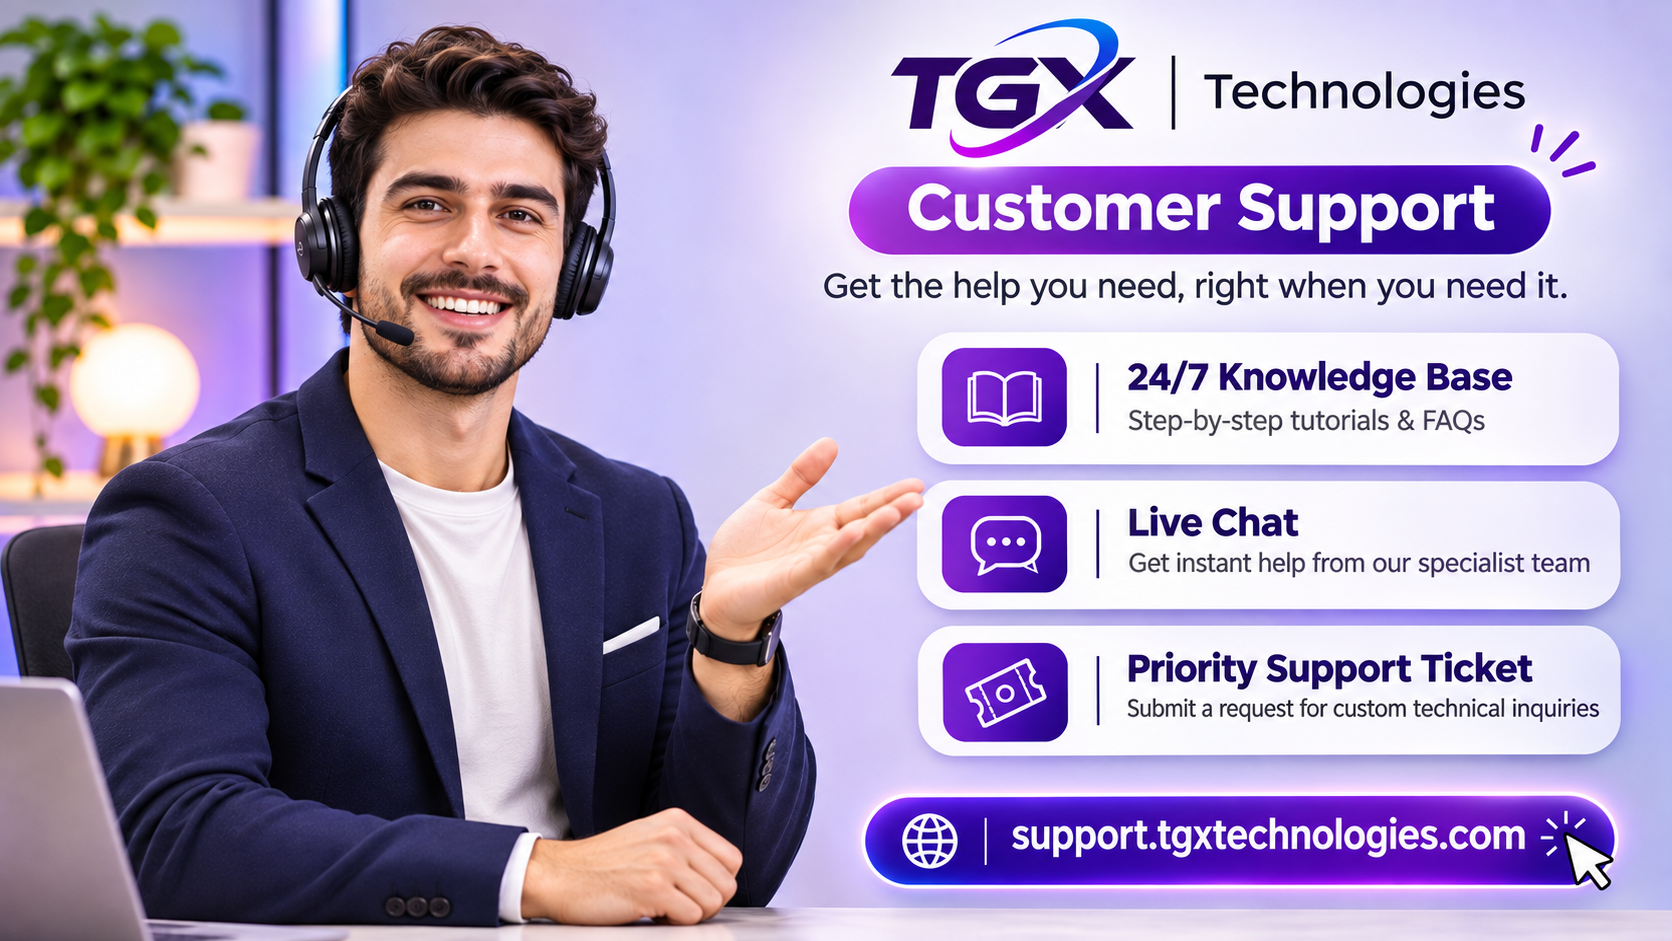 TGX | Technologies
Customer Support
Get the help you need, right when you need it.
24/7 Knowledge Base
Step-by-step tutorials & FAQs
Live Chat
Get instant help from our specialist team
Priority Support Ticket
Submit a request for custom technical inquiries
support.tgxtechnologies.com